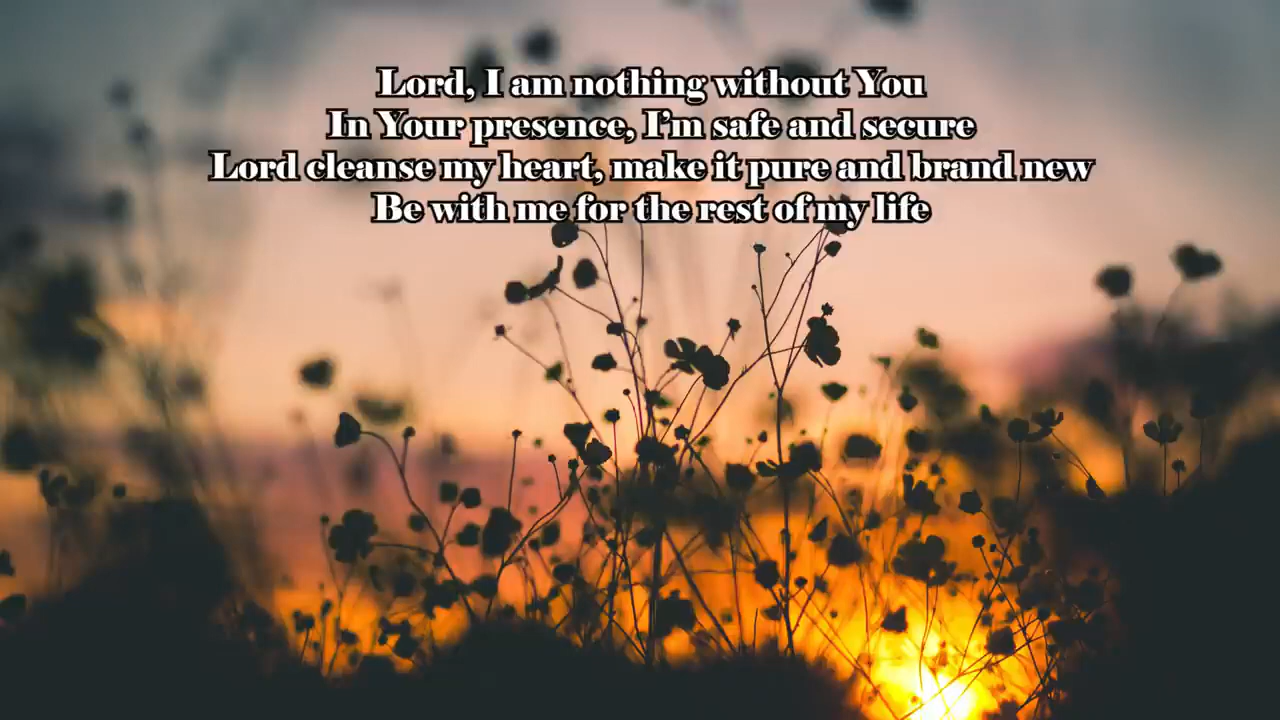 Lord, I am nothing without You
In Your presence, I'm safe and secure
Lord cleanse my heart, make it pure and brand new
Be with me for the rest of my life